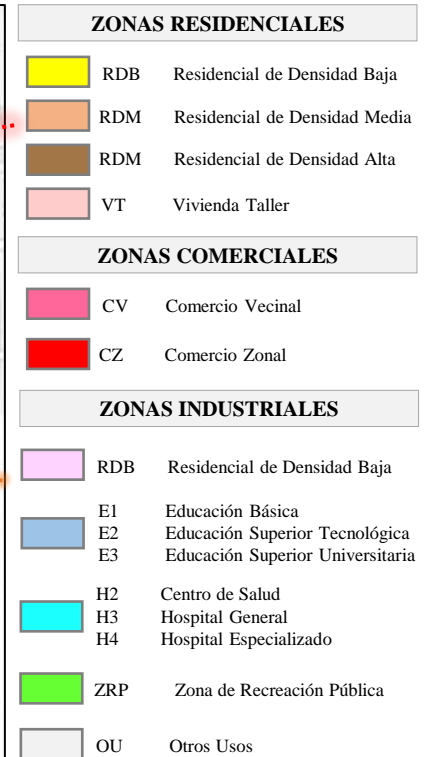 ZONAS RESIDENCIALES
RDB Residencial de Densidad Baja
RDM Residencial de Densidad Media
RDM Residencial de Densidad Alta
VT Vivienda Taller
ZONAS COMERCIALES
CV Comercio Vecinal
CZ Comercio Zonal
ZONAS INDUSTRIALES
RDB Residencial de Densidad Baja
E1 Educación Básica
E2 Educación Superior Tecnológica
E3 Educación Superior Universitaria
H2 Centro de Salud
H3 Hospital General
H4 Hospital Especializado
ZRP Zona de Recreación Pública
OU Otros Usos